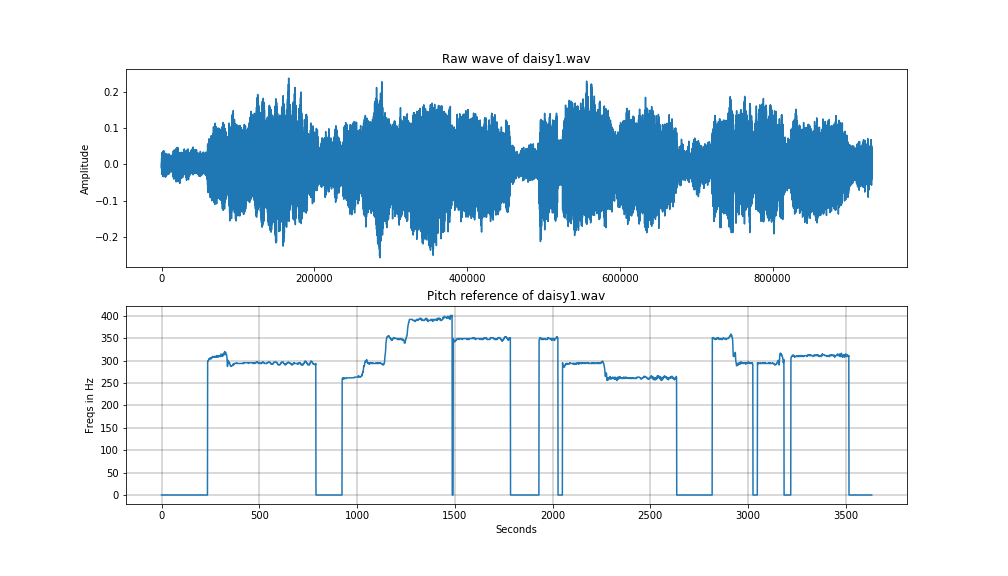 Raw wave of daisy1.wav
0.2
0.1
0.0
−0.1
−0.2
Amplitude
0 200000 400000 600000 800000
Pitch reference of daisy1.wav
400
350
300
250
200
150
100
50
0
Freqs in Hz
0 500 1000 1500 2000 2500 3000 3500
Seconds